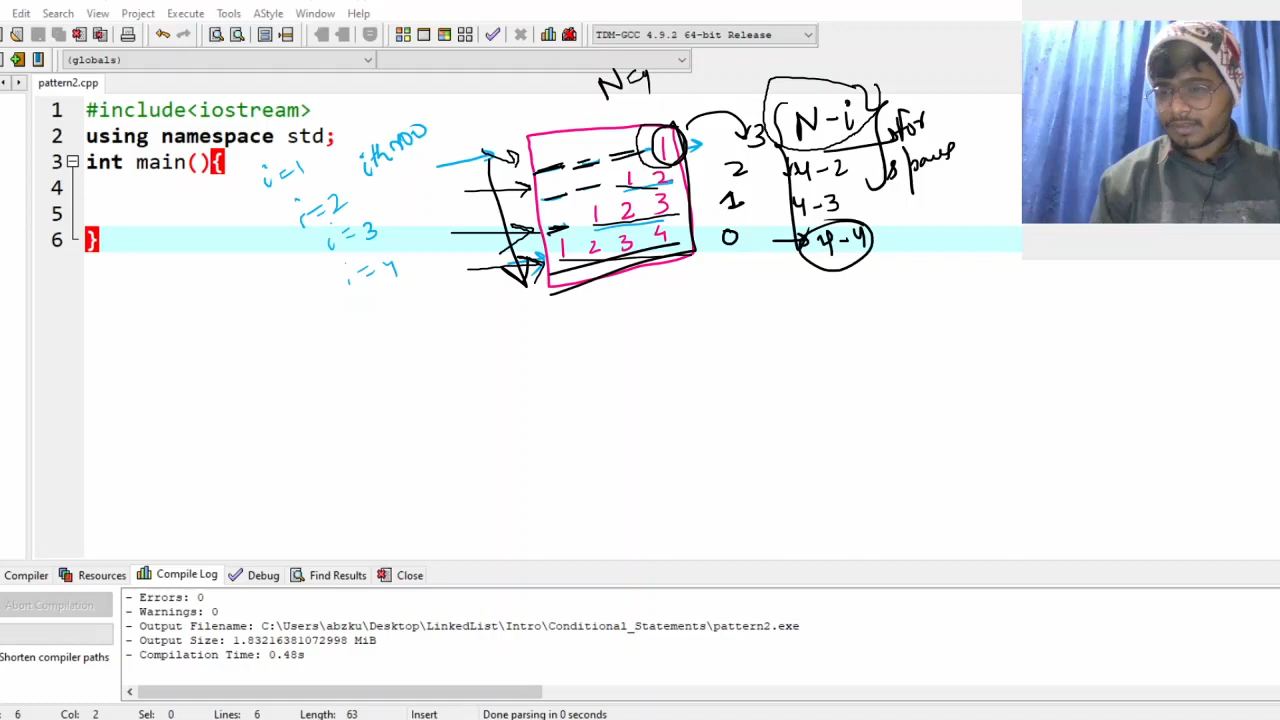 Edit Search View Project Execute Tools AStyle Window Help
TDM-GCC 4.9.2 64-bit Release
(globals)
pattern2.cpp
1 #include<iostream>
2 using namespace std;
3 int main(){
4
5
6 }
N=4
i=1 ith row
i=2
i=3
i=4
1
1 2
1 2 3
1 2 3 4
3 N-i for
2 4-2 spaus
1 4-3
0 4-4
Compiler Resources Compile Log Debug Find Results Close
Abort Compilation
Shorten compiler paths
- Errors: 0
- Warnings: 0
- Output Filename: C:\Users\abzku\Desktop\LinkedList\Intro\Conditional_Statements\pattern2.exe
- Output Size: 1.83216381072998 MiB
- Compilation Time: 0.48s
6 Col: 2 Sel: 0 Lines: 6 Length: 63 Insert Done parsing in 0 seconds